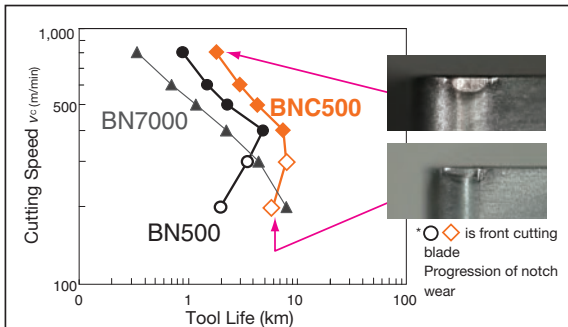 1,000
500
100
Cutting Speed vc (m/min)
BN7000
BNC500
BN500
0
1
10
100
Tool Life (km)
* ○ ◇ is front cutting
blade
Progression of notch
wear